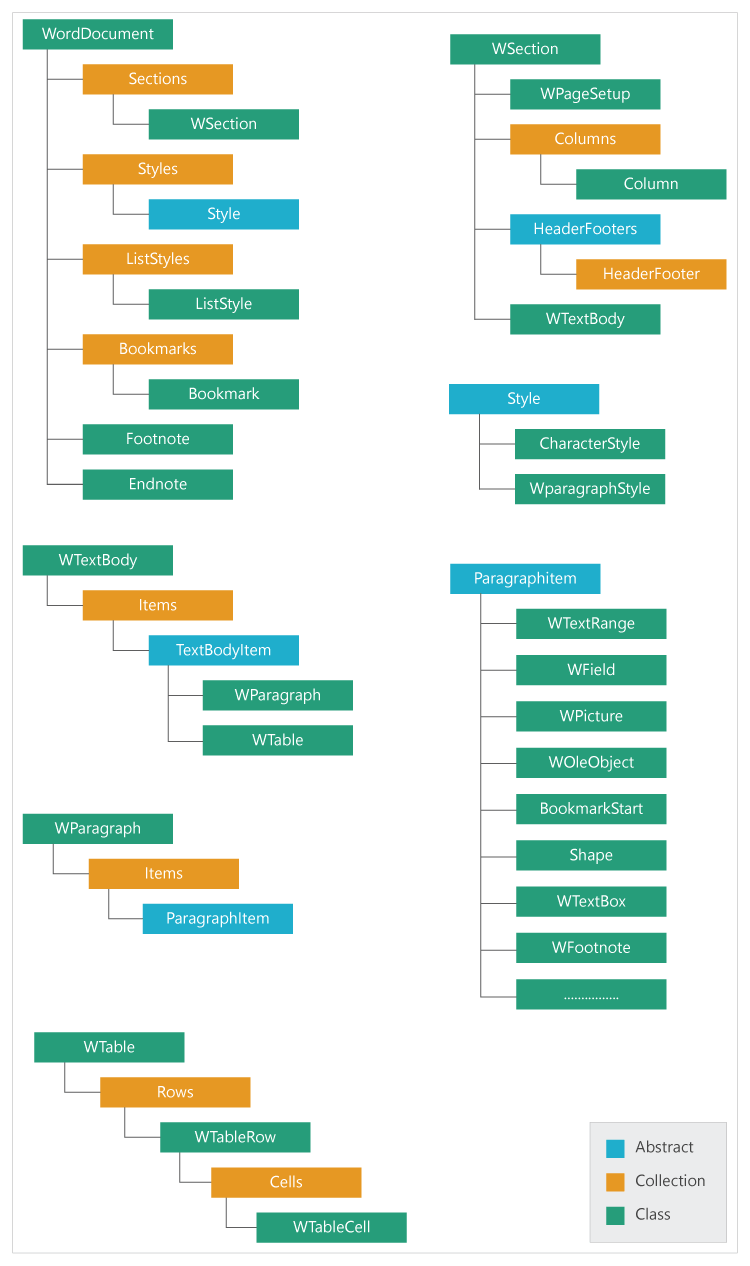 WordDocument
Sections
WSection
Styles
Style
ListStyles
ListStyle
Bookmarks
Bookmark
Footnote
Endnote
WSection
WPageSetup
Columns
Column
HeaderFooters
HeaderFooter
WTextBody
Style
CharacterStyle
WparagraphStyle
WTextBody
Items
TextBodyItem
WParagraph
WTable
Paragraphitem
WTextRange
WField
WPicture
WOleObject
BookmarkStart
Shape
WTextBox
WFootnote
................
WParagraph
Items
ParagraphItem
WTable
Rows
WTableRow
Cells
WTableCell
Abstract
Collection
Class